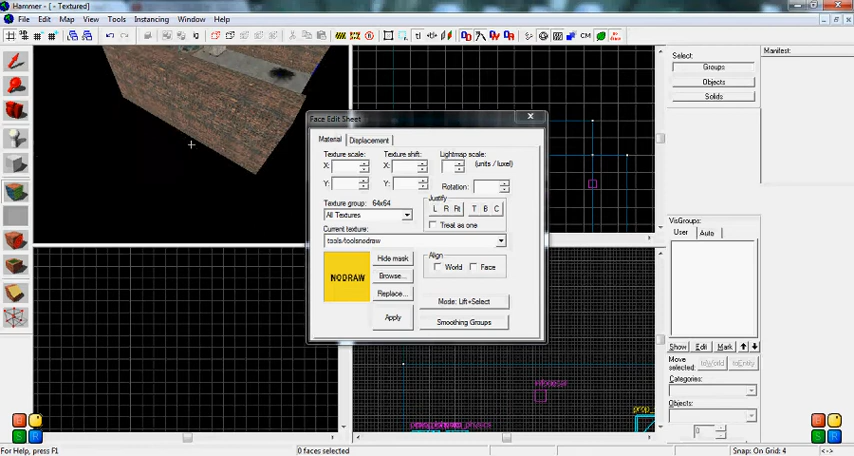 Hammer - [ - Textured]
File Edit Map View Tools Instancing Window Help
CM
Select:
Groups
Objects
Solids
Manifest:
Face Edit Sheet
Material Displacement
Texture scale: Texture shift: Lightmap scale:
X: X: (units / luxel)
Y: Y: Rotation:
Texture group: 64x64
All Textures
Justify
L R Fit T B C
Treat as one
Current texture:
tools/toolsnodraw
NODRAW
Hide mask
Browse...
Replace...
Apply
Align
World Face
Mode: Lift+Select
Smoothing Groups
VisGroups:
User Auto
Show Edit Mark
Move selected:
toWorld toEntity
Categories:
Objects:
0
prop_
For Help, press F1
0 faces selected
Snap: On Grid: 4
<->